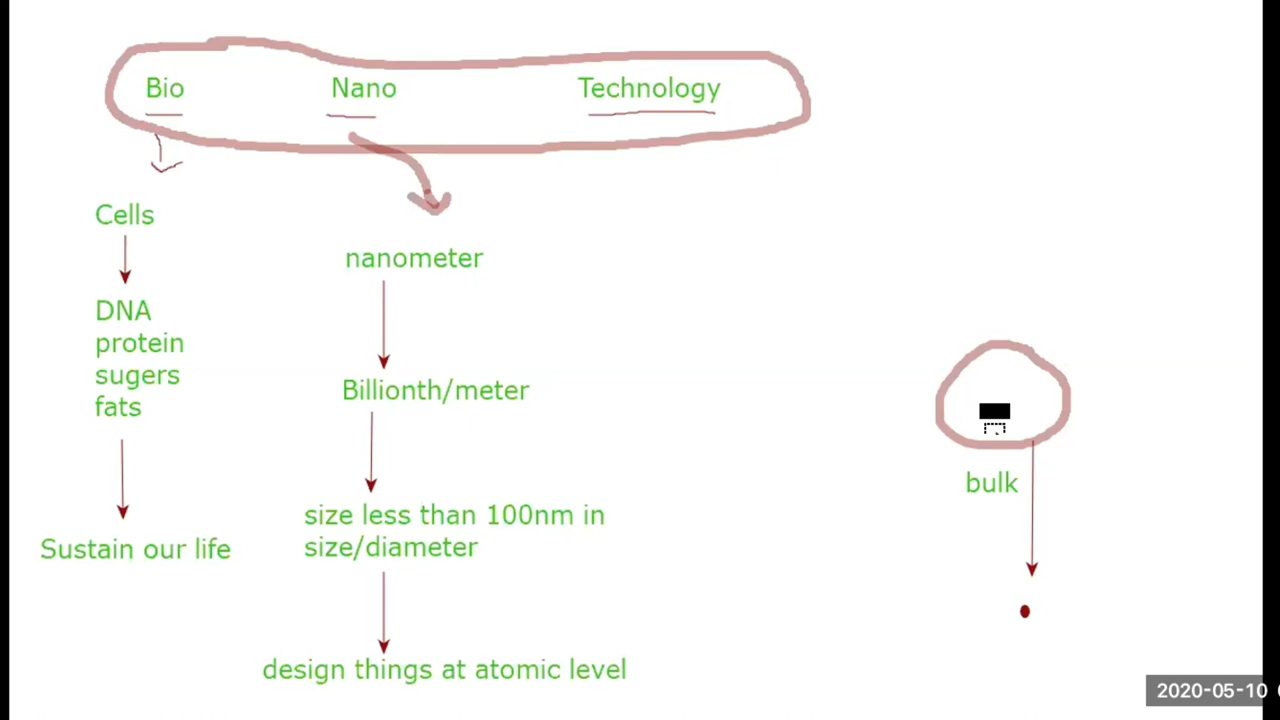 Bio Nano Technology
Cells
DNA
protein
sugers
fats
Sustain our life
nanometer
Billionth/meter
size less than 100nm in
size/diameter
design things at atomic level
bulk
2020-05-10